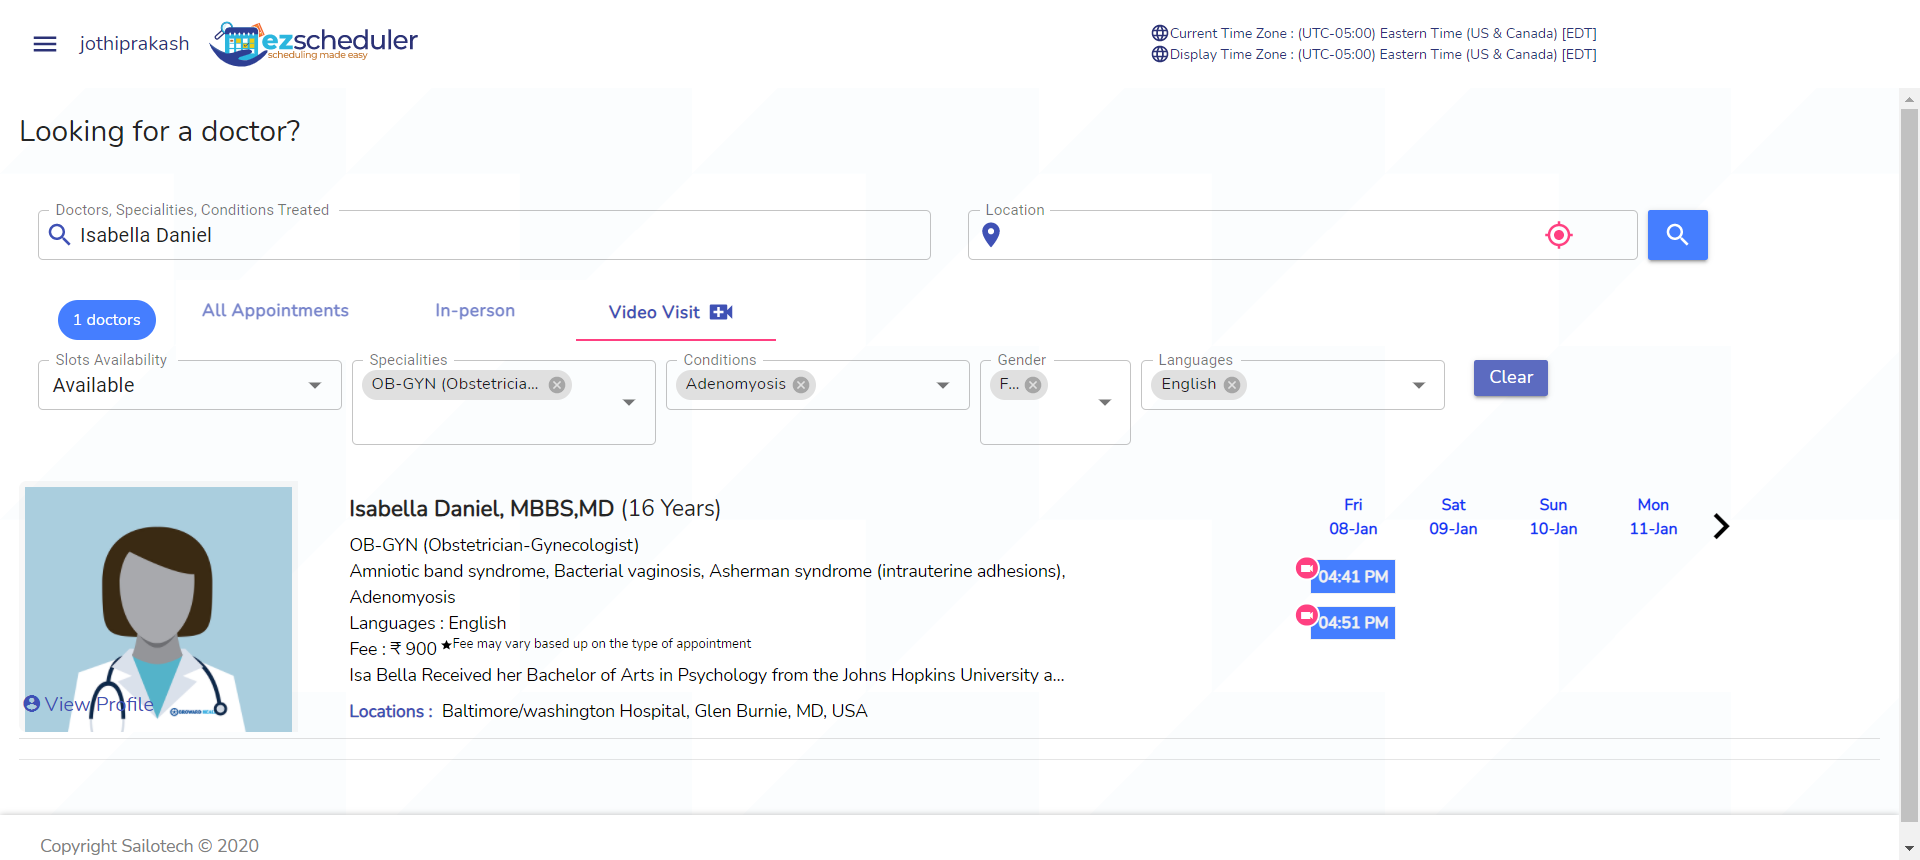 jothiprakash
ezscheduler
scheduling made easy
Current Time Zone : (UTC-05:00) Eastern Time (US & Canada) [EDT]
Display Time Zone : (UTC-05:00) Eastern Time (US & Canada) [EDT]
Looking for a doctor?
Doctors, Specialities, Conditions Treated
Isabella Daniel
Location
1 doctors
All Appointments
In-person
Video Visit
Slots Availability
Available
Specialities
OB-GYN (Obstetricia...
Conditions
Adenomyosis
Gender
F...
Languages
English
Clear
Isabella Daniel, MBBS,MD (16 Years)
OB-GYN (Obstetrician-Gynecologist)
Amniotic band syndrome, Bacterial vaginosis, Asherman syndrome (intrauterine adhesions),
Adenomyosis
Languages : English
Fee : ₹ 900 ★Fee may vary based up on the type of appointment
Isa Bella Received her Bachelor of Arts in Psychology from the Johns Hopkins University a...
Locations : Baltimore/washington Hospital, Glen Burnie, MD, USA
View Profile
Fri Sat Sun Mon
08-Jan 09-Jan 10-Jan 11-Jan
04:41 PM
04:51 PM
Copyright Sailotech © 2020